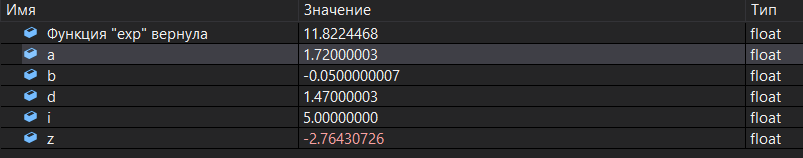 Имя Значение Тип
Функция "exp" вернула 11.8224468 float
a 1.72000003 float
b -0.0500000007 float
d 1.47000003 float
i 5.00000000 float
z -2.76430726 float